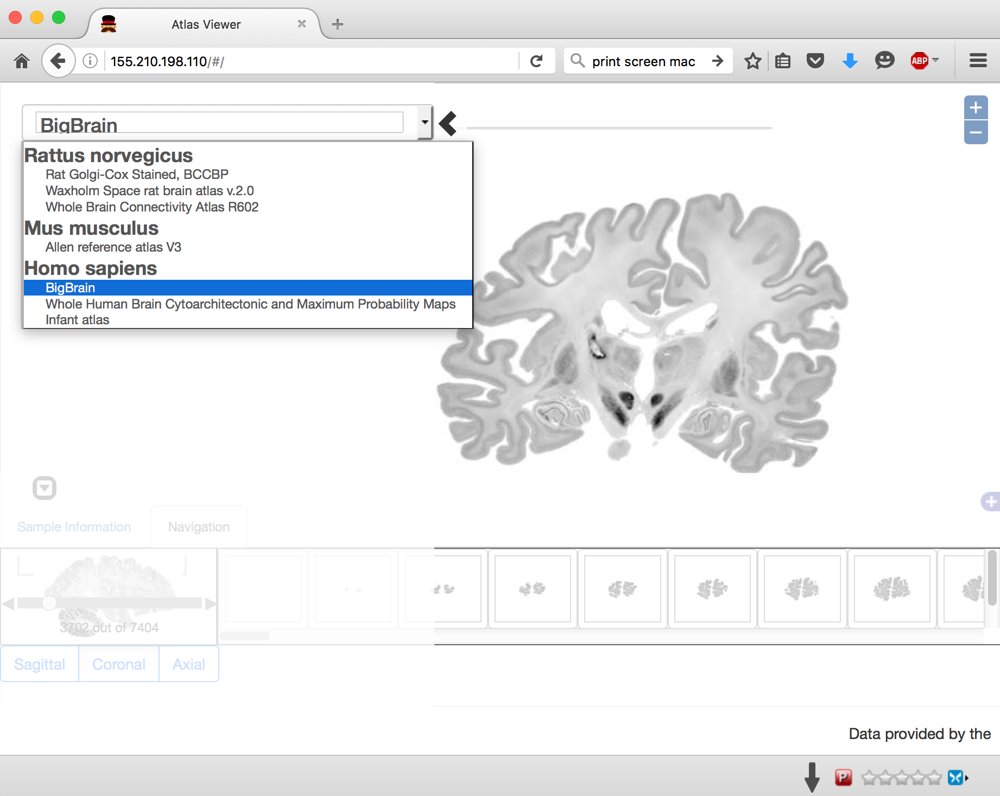 Atlas Viewer
155.210.198.110/#/
print screen mac
ABP
BigBrain
Rattus norvegicus
Rat Golgi-Cox Stained, BCCBP
Waxholm Space rat brain atlas v.2.0
Whole Brain Connectivity Atlas R602
Mus musculus
Allen reference atlas V3
Homo sapiens
BigBrain
Whole Human Brain Cytoarchitectonic and Maximum Probability Maps
Infant atlas
Sample Information
Navigation
3702 out of 7404
Sagittal
Coronal
Axial
Data provided by the
P